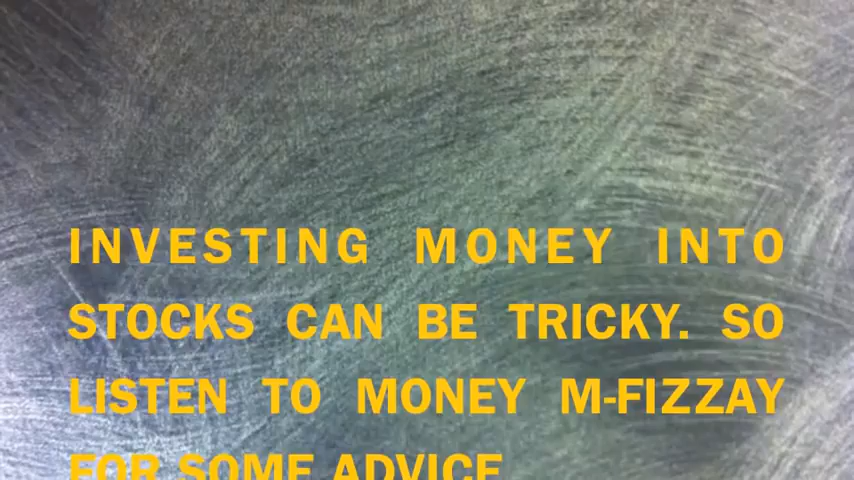 INVESTING MONEY INTO
STOCKS CAN BE TRICKY. SO
LISTEN TO MONEY M-FIZZAY
FOR SOME ADVICE